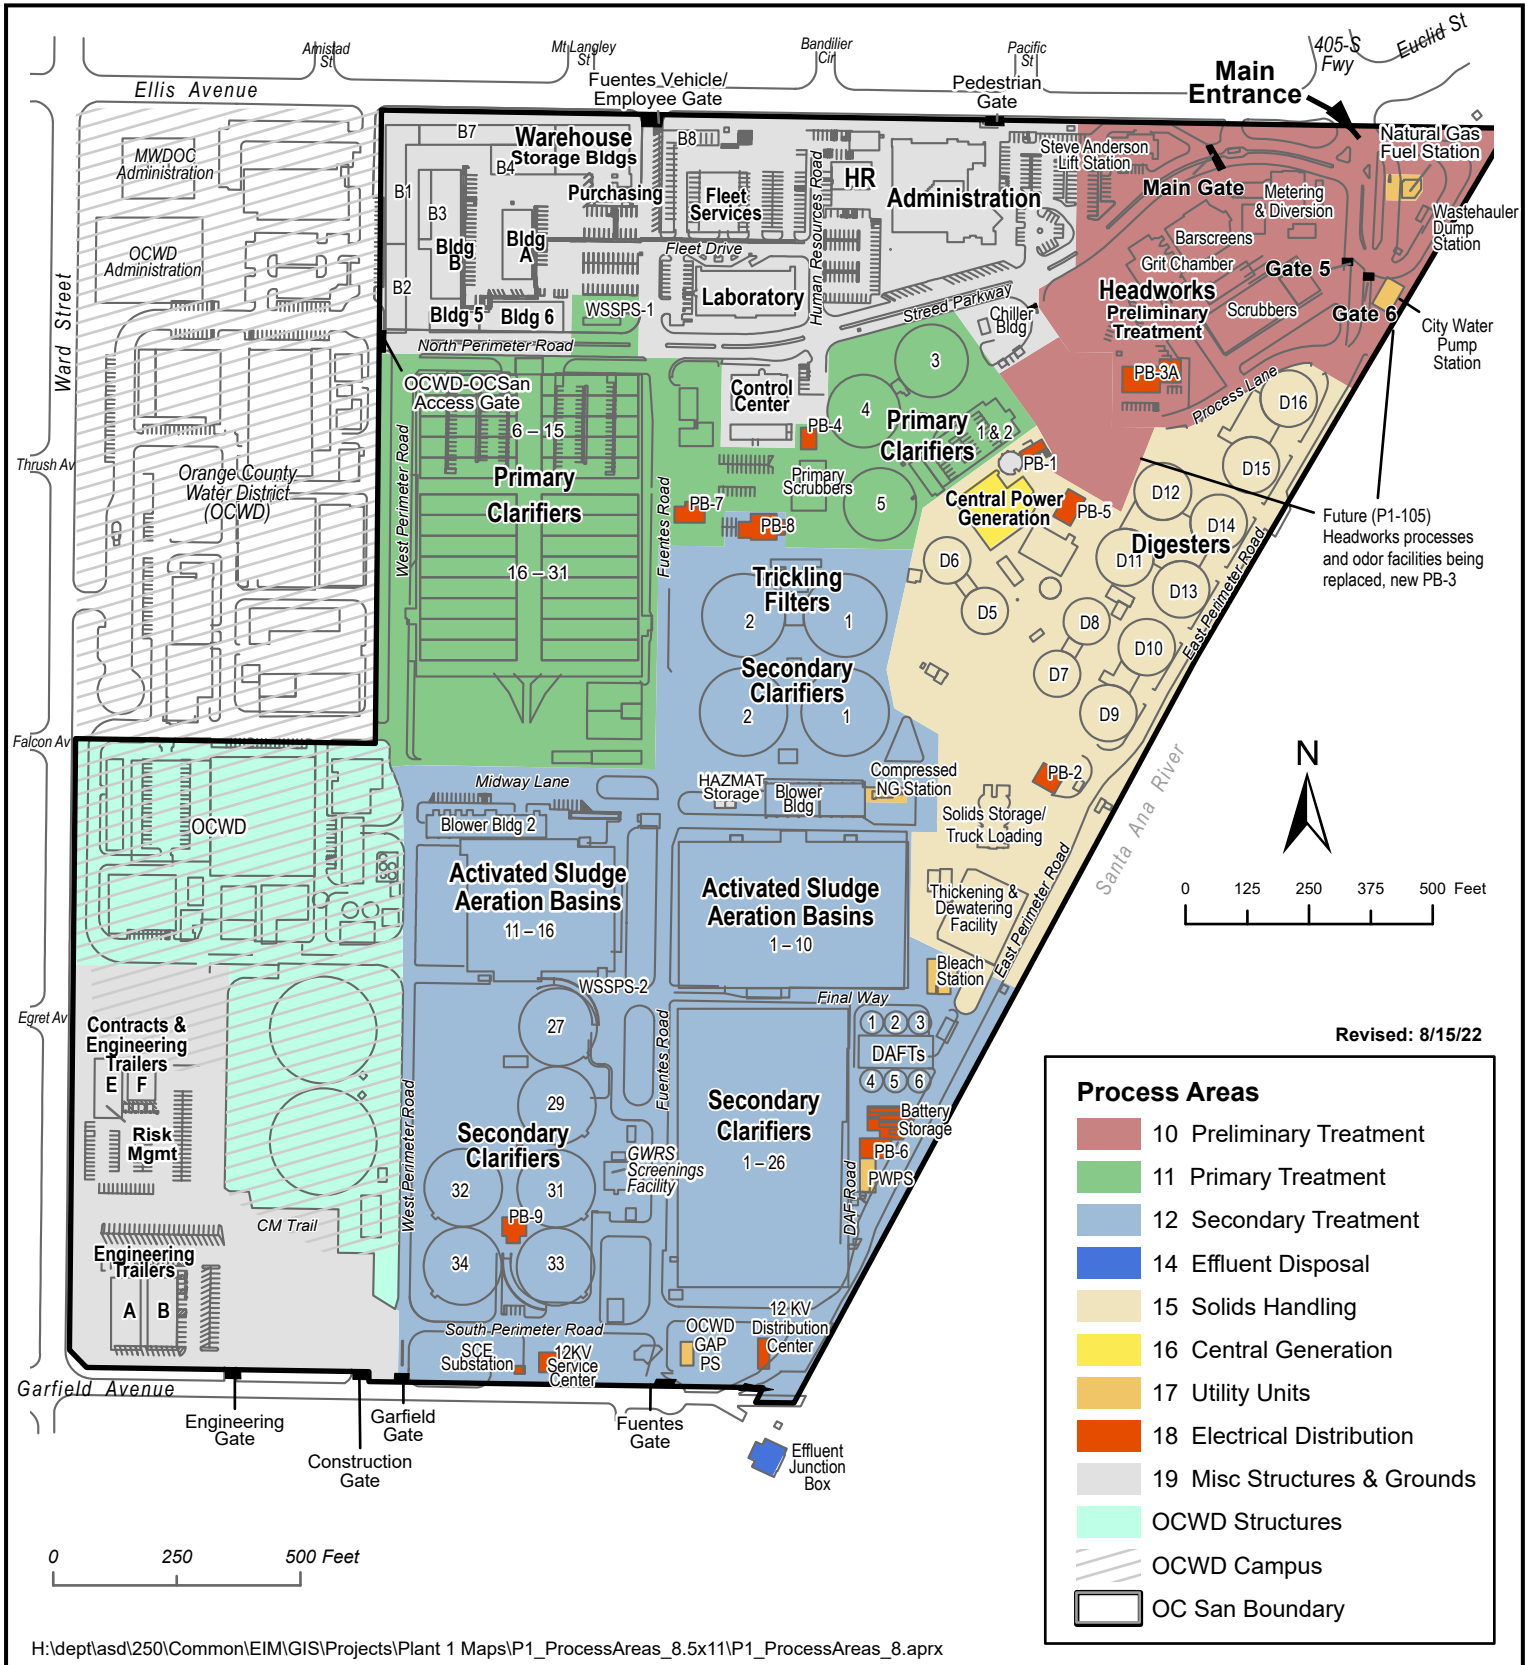 Amistad
St
Mt Langley
St
Bandilier
Cir
Pacific
St
405-S
Fwy
Euclid St
Ellis Avenue
Fuentes Vehicle/
Employee Gate
Pedestrian
Gate
Main
Entrance
Natural Gas
Fuel Station
MWDOC
Administration
B7
Warehouse
Storage Bldgs
B4
B8
Purchasing
Fleet
Services
Human Resources Road
HR
Administration
Steve Anderson
Lift Station
Main Gate
Metering
& Diversion
Wastehauler
Dump
Station
B1
B3
Bldg
B
Bldg
A
Fleet Drive
Barscreens
Grit Chamber
Gate 5
OCWD
Administration
B2
Bldg 5
Bldg 6
WSSPS-1
Laboratory
Streed Parkway
Chiller
Bldg
Headworks
Preliminary
Treatment
Scrubbers
Gate 6
City Water
Pump
Station
Ward Street
North Perimeter Road
OCWD-OCSan
Access Gate
Control
Center
3
4
PB-3A
Process Lane
D16
6 – 15
Primary
Clarifiers
PB-4
Primary
Clarifiers
1 & 2
PB-1
D15
Thrush Av
Orange County
Water District
(OCWD)
West Perimeter Road
Fuentes Road
Primary
Scrubbers
5
PB-7
PB-8
Central Power
Generation
PB-5
D12
D14
Digesters
Future (P1-105)
Headworks processes
and odor facilities being
replaced, new PB-3
16 – 31
Trickling
Filters
2
1
D6
D5
D11
D13
D8
D10
East Perimeter Road
Secondary
Clarifiers
2
1
D7
D9
Falcon Av
Midway Lane
HAZMAT
Storage
Blower
Bldg
Compressed
NG Station
PB-2
Santa Ana River
N
OCWD
Blower Bldg 2
Solids Storage/
Truck Loading
Activated Sludge
Aeration Basins
11 – 16
Activated Sludge
Aeration Basins
1 – 10
Thickening &
Dewatering
Facility
East Perimeter Road
0 125 250 375 500 Feet
Bleach
Station
WSSPS-2
Final Way
Egret Av
Contracts &
Engineering
Trailers
E F
27
Fuentes Road
1 2 3
DAFTs
4 5 6
Revised: 8/15/22
Risk
Mgmt
West Perimeter Road
29
Secondary
Clarifiers
Secondary
Clarifiers
1 – 26
Battery
Storage
PB-6
PWPS
GWRS
Screenings
Facility
32
31
PB-9
DAF Road
CM Trail
Engineering
Trailers
A B
34
33
South Perimeter Road
SCE
Substation
12KV
Service
Center
OCWD
GAP
PS
12 KV
Distribution
Center
Garfield Avenue
Engineering
Gate
Construction
Gate
Garfield
Gate
Fuentes
Gate
Effluent
Junction
Box
Process Areas
10 Preliminary Treatment
11 Primary Treatment
12 Secondary Treatment
14 Effluent Disposal
15 Solids Handling
16 Central Generation
17 Utility Units
18 Electrical Distribution
19 Misc Structures & Grounds
OCWD Structures
OCWD Campus
OC San Boundary
0 250 500 Feet
H:\dept\asd\250\Common\EIM\GIS\Projects\Plant 1 Maps\P1_ProcessAreas_8.5x11\P1_ProcessAreas_8.aprx